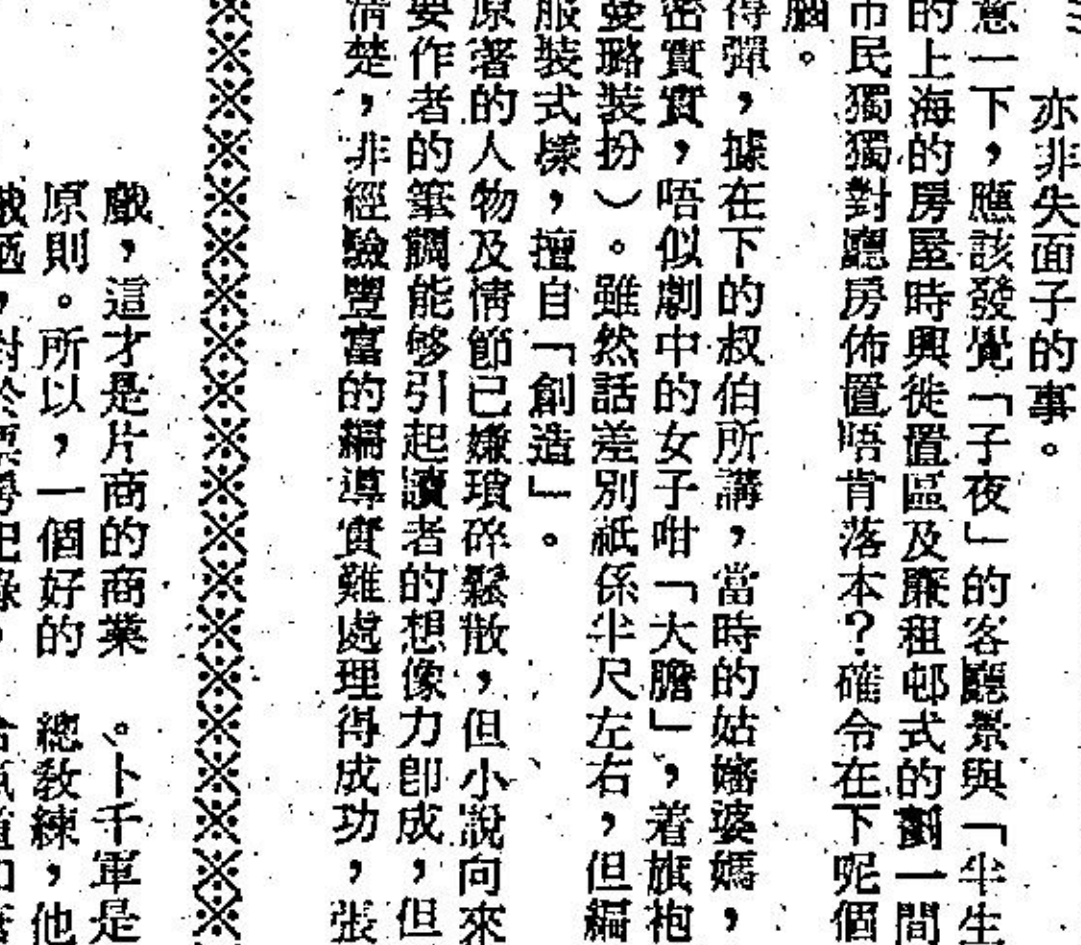 亦非失面子的事。
意一下，應該發覺「子夜」的客廳景與「半生
的上海的房屋時興徙置區及廉租邨式的劃一間
市民獨獨對廳房佈置唔肯落本？確令在下呢個
腦。
得彈，據在下的叔伯所講，當時的姑嬸婆媽，
密實實，唔似劇中的女子咁「大膽」，着旗袍
曼璐裝扮）。雖然話差別祇係半尺左右，但編
服裝式樣，擅自「創造」。
原著的人物及情節已嫌瑣碎鬆散，但小說向來
要作者的筆觸能够引起讀者的想像力卽成，但
清楚，非經驗豐富的編導實難處理得成功，張
戲，這才是片商的商業
原則。所以，一個好的
、卜千軍是
總敎練，他